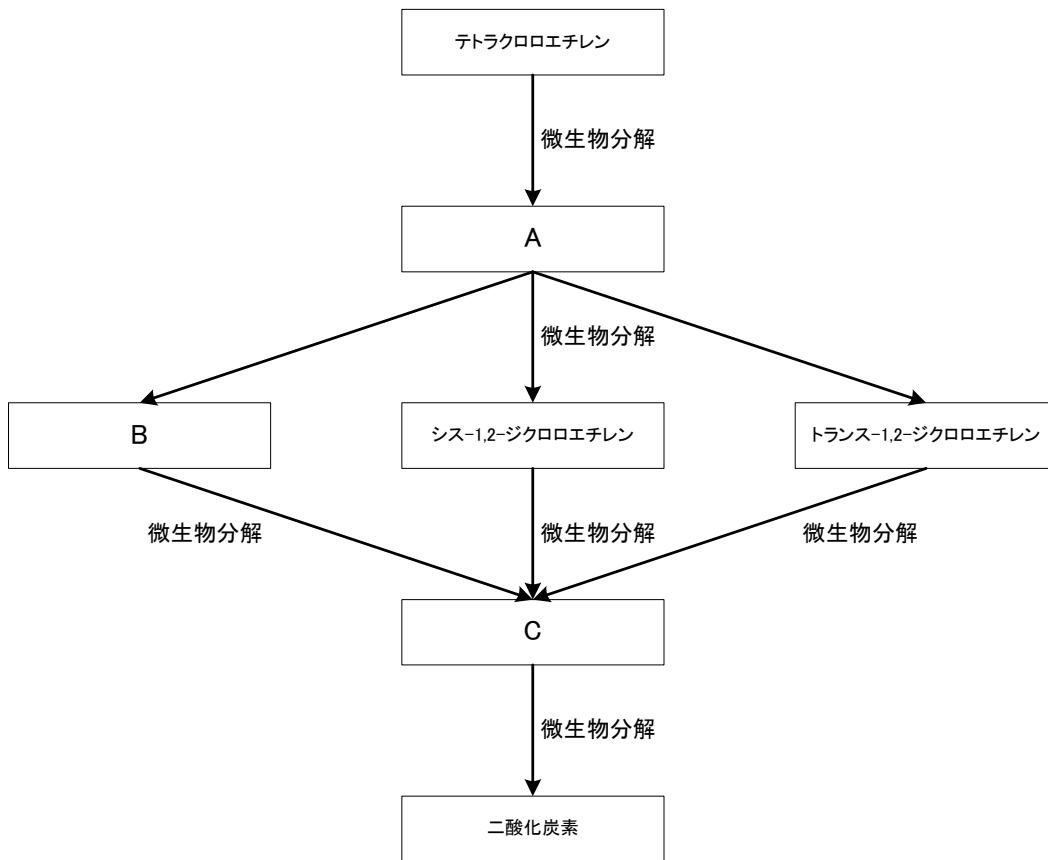 テトラクロロエチレン
微生物分解
A
微生物分解
B
シス-1,2-ジクロロエチレン
トランス-1,2-ジクロロエチレン
微生物分解
微生物分解
微生物分解
C
微生物分解
二酸化炭素